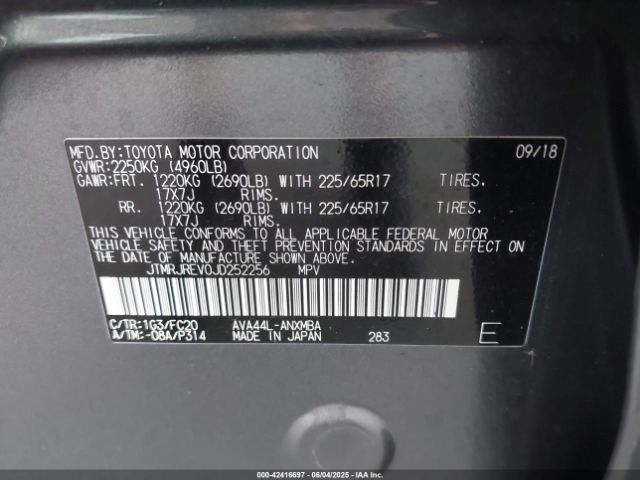 MFD.BY:TOYOTA MOTOR CORPORATION 09/18
GVWR:2250KG (4960LB)
GAWR:FRT. 1220KG (2690LB) WITH 225/65R17 TIRES,
17X7J RIMS.
RR. 1220KG (2690LB) WITH 225/65R17 TIRES,
17X7J RIMS.
THIS VEHICLE CONFORMS TO ALL APPLICABLE FEDERAL MOTOR
VEHICLE SAFETY AND THEFT PREVENTION STANDARDS IN EFFECT ON
THE DATE OF MANUFACTURE SHOWN ABOVE.
JTMRJREV0JD252256 MPV
C/TR:1G3/FC20 AVA44L-ANXMBA
A/TM:-08A/P314 MADE IN JAPAN 283 E
000-42416697 - 06/04/2025 - IAA Inc.